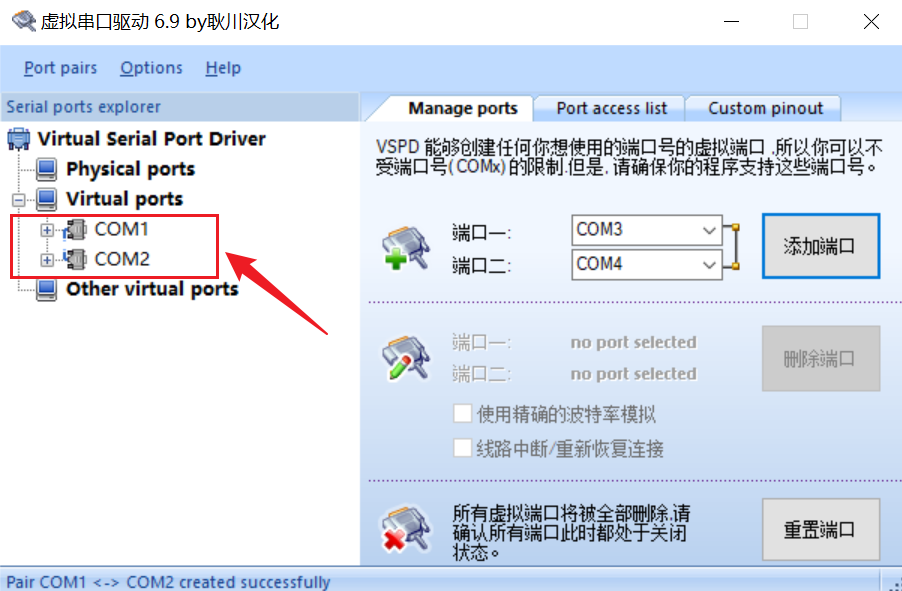 虚拟串口驱动 6.9 by耿川汉化
Port pairs Options Help
Serial ports explorer
Virtual Serial Port Driver
Physical ports
Virtual ports
COM1
COM2
Other virtual ports
Manage ports Port access list Custom pinout
VSPD 能够创建任何你想使用的端口号的虚拟端口 ,所以你可以不
受端口号(COMx)的限制.但是, 请确保你的程序支持这些端口号。
端口一: COM3
端口二: COM4
添加端口
端口一: no port selected
端口二: no port selected
删除端口
使用精确的波特率模拟
线路中断/重新恢复连接
所有虚拟端口将被全部删除,请
确认所有端口此时都处于关闭
状态。
重置端口
Pair COM1 <-> COM2 created successfully